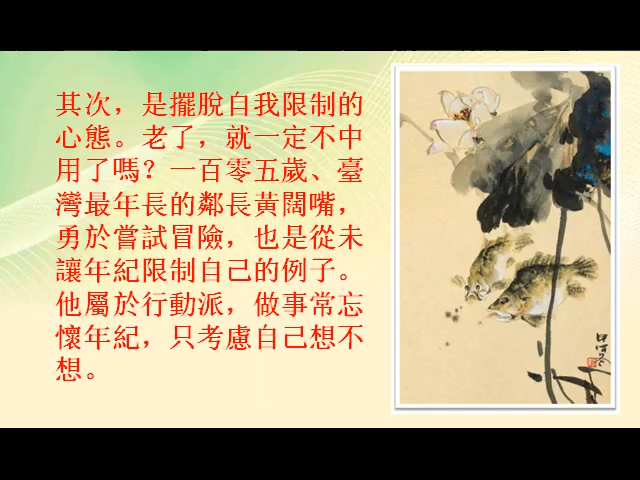 其次，是擺脫自我限制的
心態。老了，就一定不中
用了嗎？一百零五歲、臺
灣最年長的鄰長黃闊嘴，
勇於嘗試冒險，也是從未
讓年紀限制自己的例子。
他屬於行動派，做事常忘
懷年紀，只考慮自己想不
想。